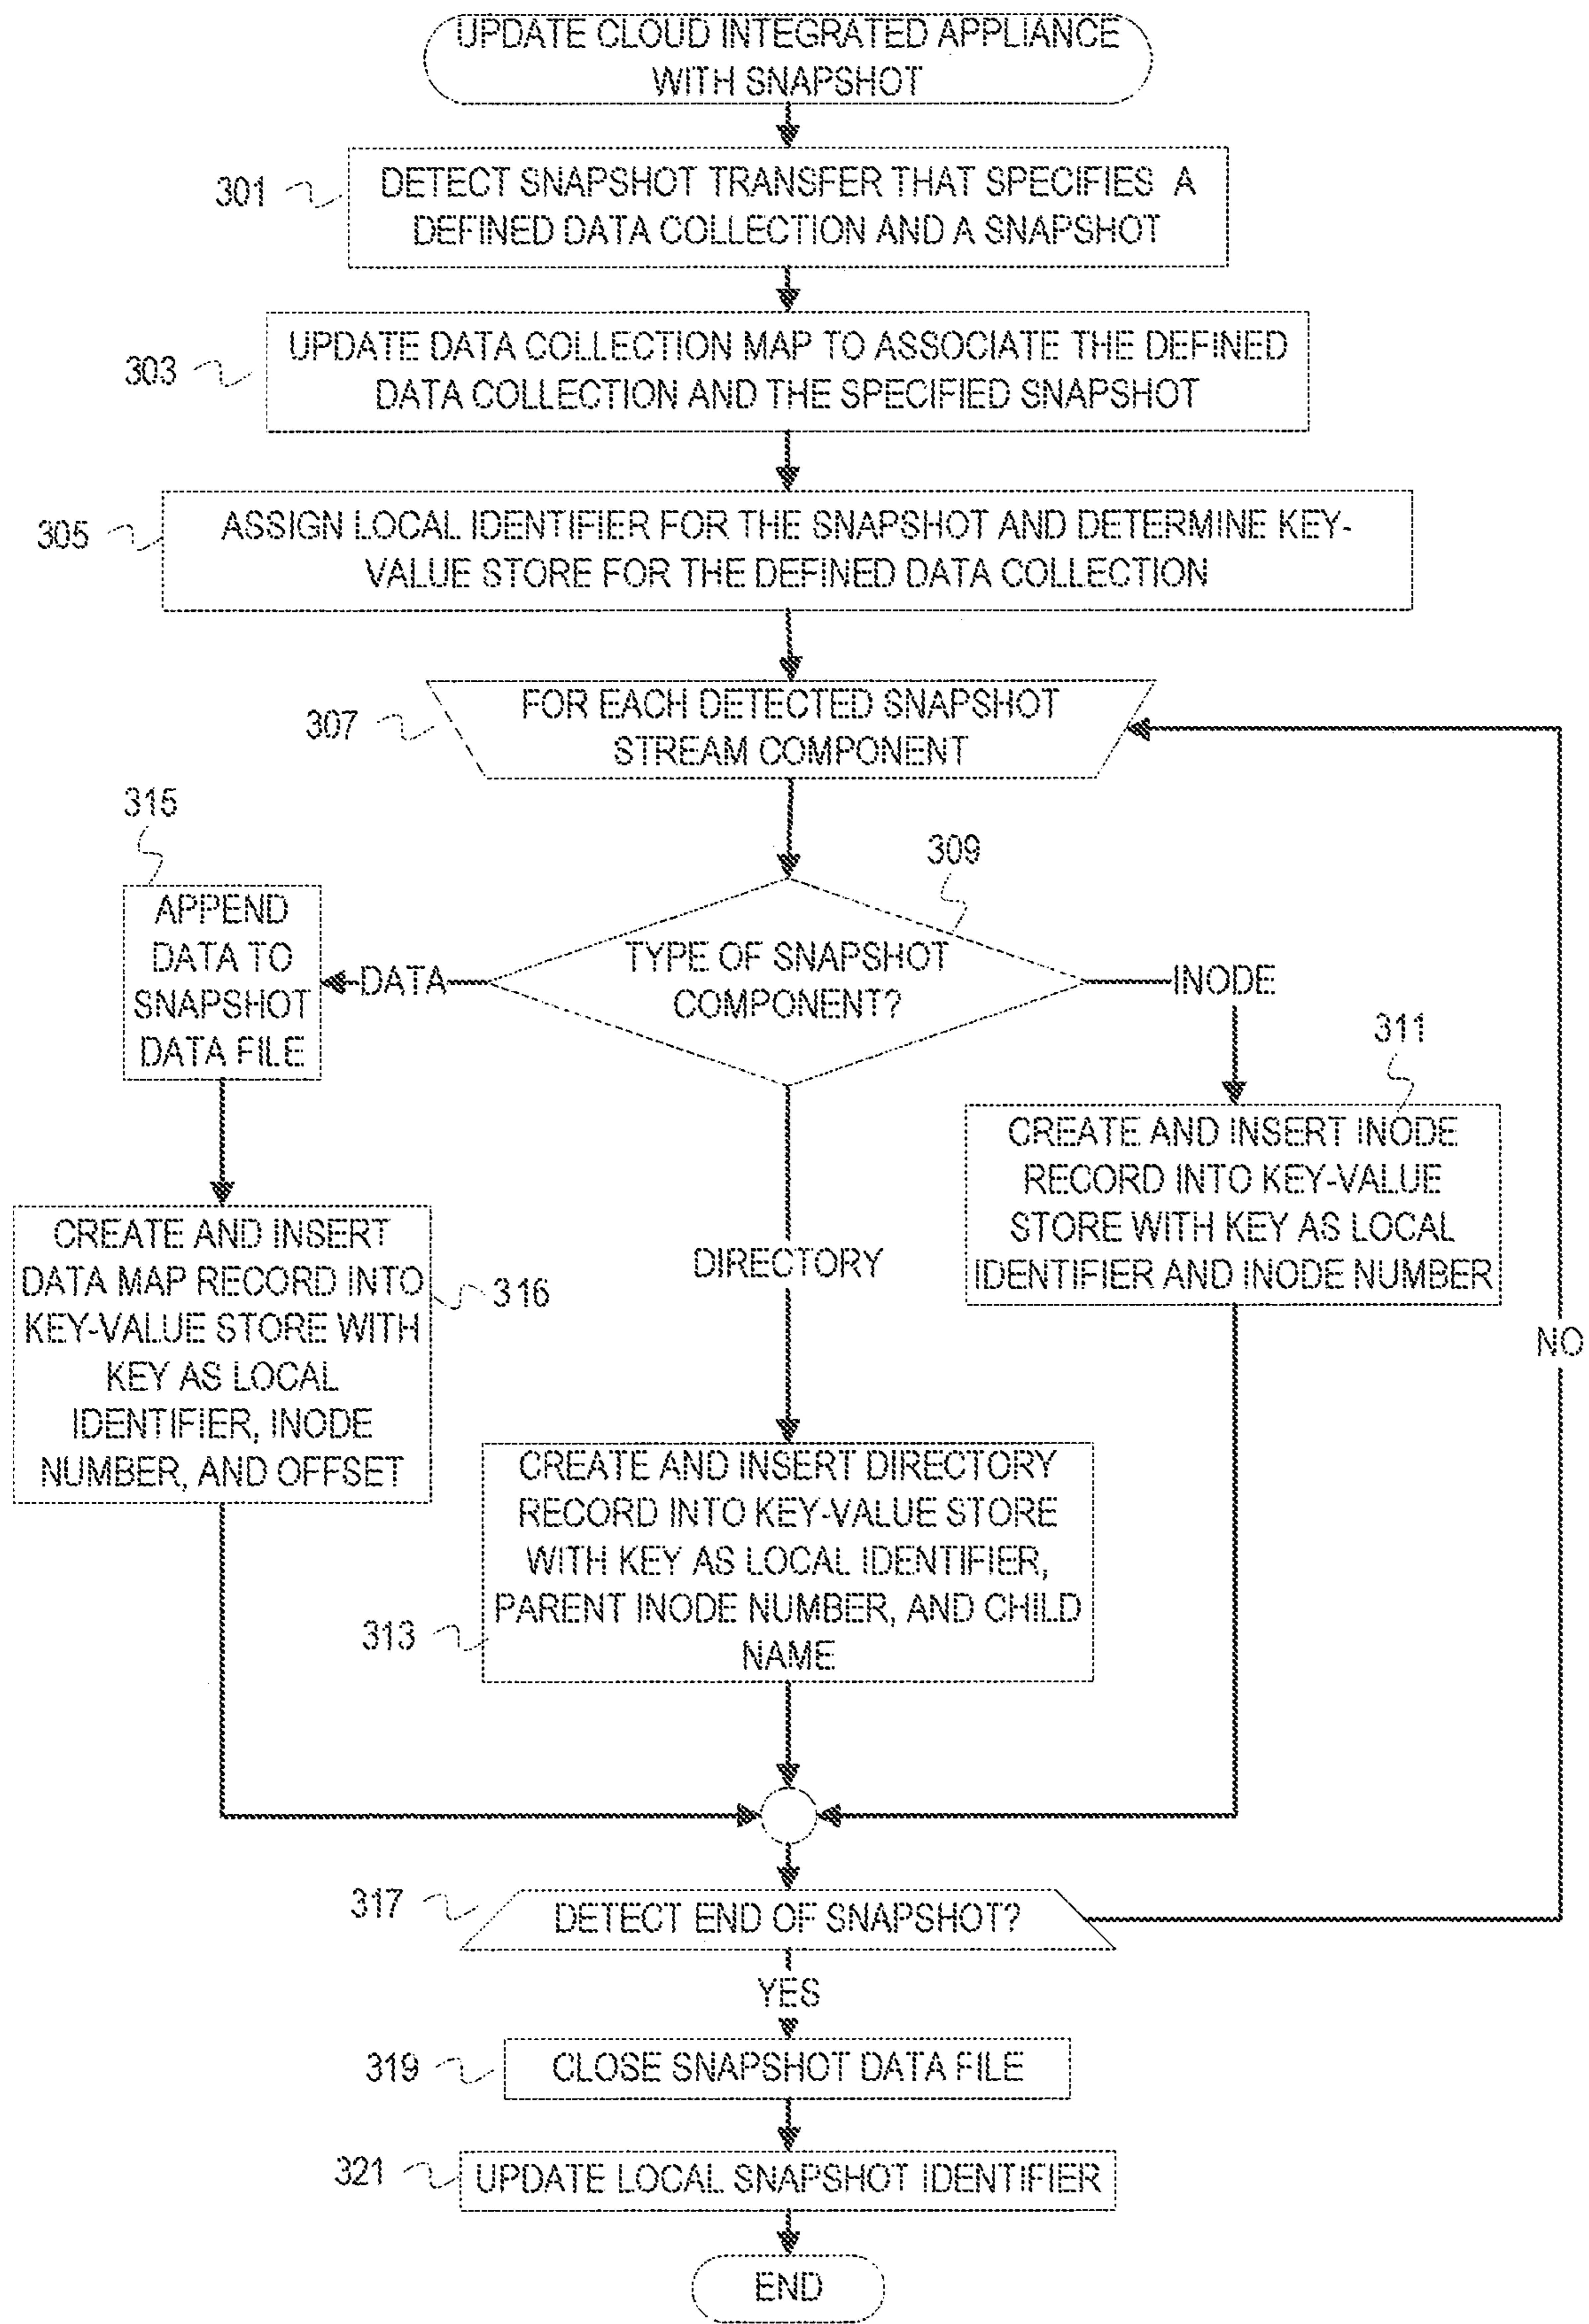 UPDATE CLOUD INTEGRATED APPLIANCE
WITH SNAPSHOT
301
DETECT SNAPSHOT TRANSFER THAT SPECIFIES A
DEFINED DATA COLLECTION AND A SNAPSHOT
303
UPDATE DATA COLLECTION MAP TO ASSOCIATE THE DEFINED
DATA COLLECTION AND THE SPECIFIED SNAPSHOT
305
ASSIGN LOCAL IDENTIFIER FOR THE SNAPSHOT AND DETERMINE KEY-
VALUE STORE FOR THE DEFINED DATA COLLECTION
307
FOR EACH DETECTED SNAPSHOT
STREAM COMPONENT
309
TYPE OF SNAPSHOT
COMPONENT?
DATA
315
APPEND
DATA TO
SNAPSHOT
DATA FILE
INODE
311
CREATE AND INSERT INODE
RECORD INTO KEY-VALUE
STORE WITH KEY AS LOCAL
IDENTIFIER AND INODE NUMBER
CREATE AND INSERT
DATA MAP RECORD INTO
KEY-VALUE STORE WITH
KEY AS LOCAL
IDENTIFIER, INODE
NUMBER, AND OFFSET
316
DIRECTORY
NO
CREATE AND INSERT DIRECTORY
RECORD INTO KEY-VALUE STORE
WITH KEY AS LOCAL IDENTIFIER,
PARENT INODE NUMBER, AND CHILD
NAME
313
317
DETECT END OF SNAPSHOT?
YES
319
CLOSE SNAPSHOT DATA FILE
321
UPDATE LOCAL SNAPSHOT IDENTIFIER
END